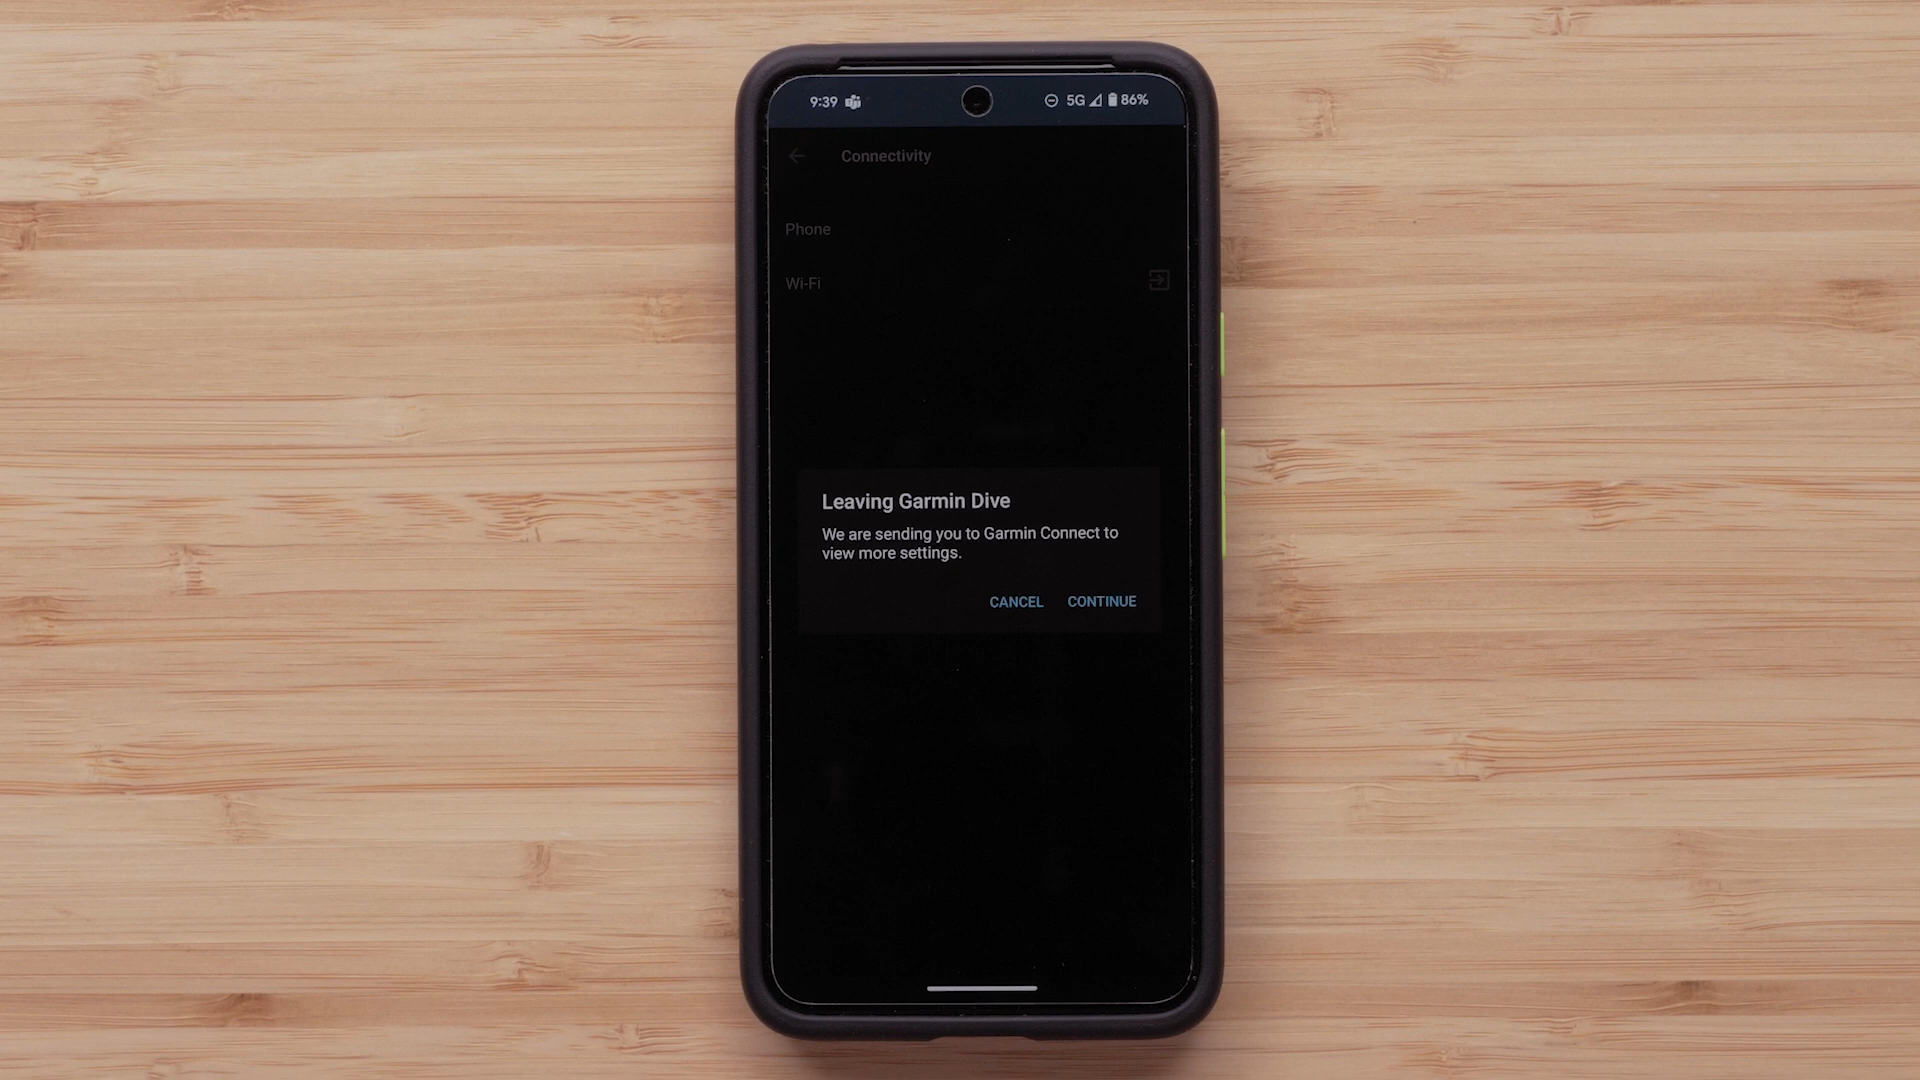 9:39 5G 86%
Connectivity
Phone
Wi-Fi
Leaving Garmin Dive
We are sending you to Garmin Connect to
view more settings.
CANCEL CONTINUE